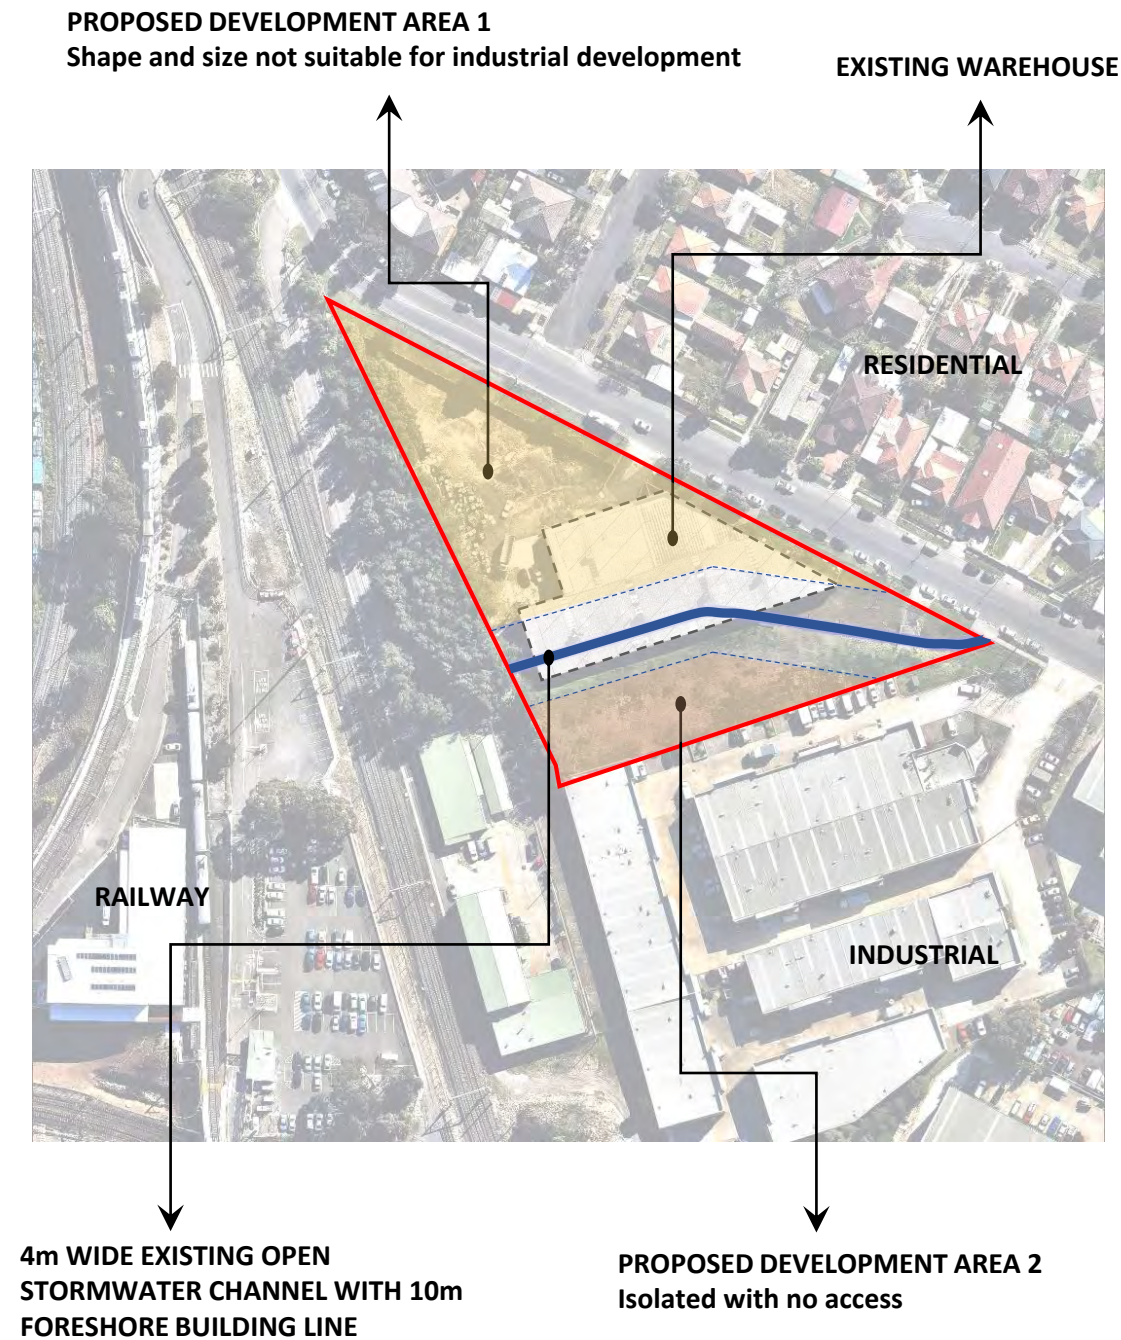 PROPOSED DEVELOPMENT AREA 1
Shape and size not suitable for industrial development
EXISTING WAREHOUSE
RESIDENTIAL
RAILWAY
INDUSTRIAL
4m WIDE EXISTING OPEN
STORMWATER CHANNEL WITH 10m
FORESHORE BUILDING LINE
PROPOSED DEVELOPMENT AREA 2
Isolated with no access